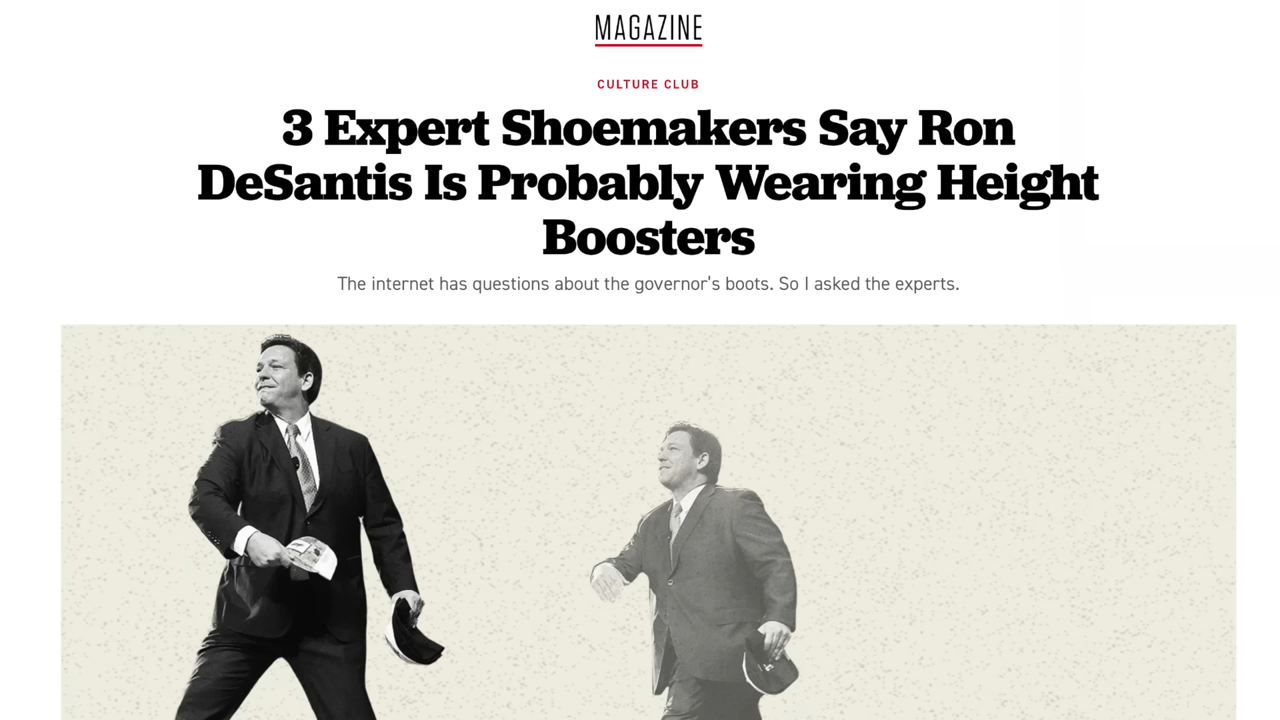 MAGAZINE
CULTURE CLUB
3 Expert Shoemakers Say Ron
DeSantis Is Probably Wearing Height
Boosters
The internet has questions about the governor's boots. So I asked the experts.